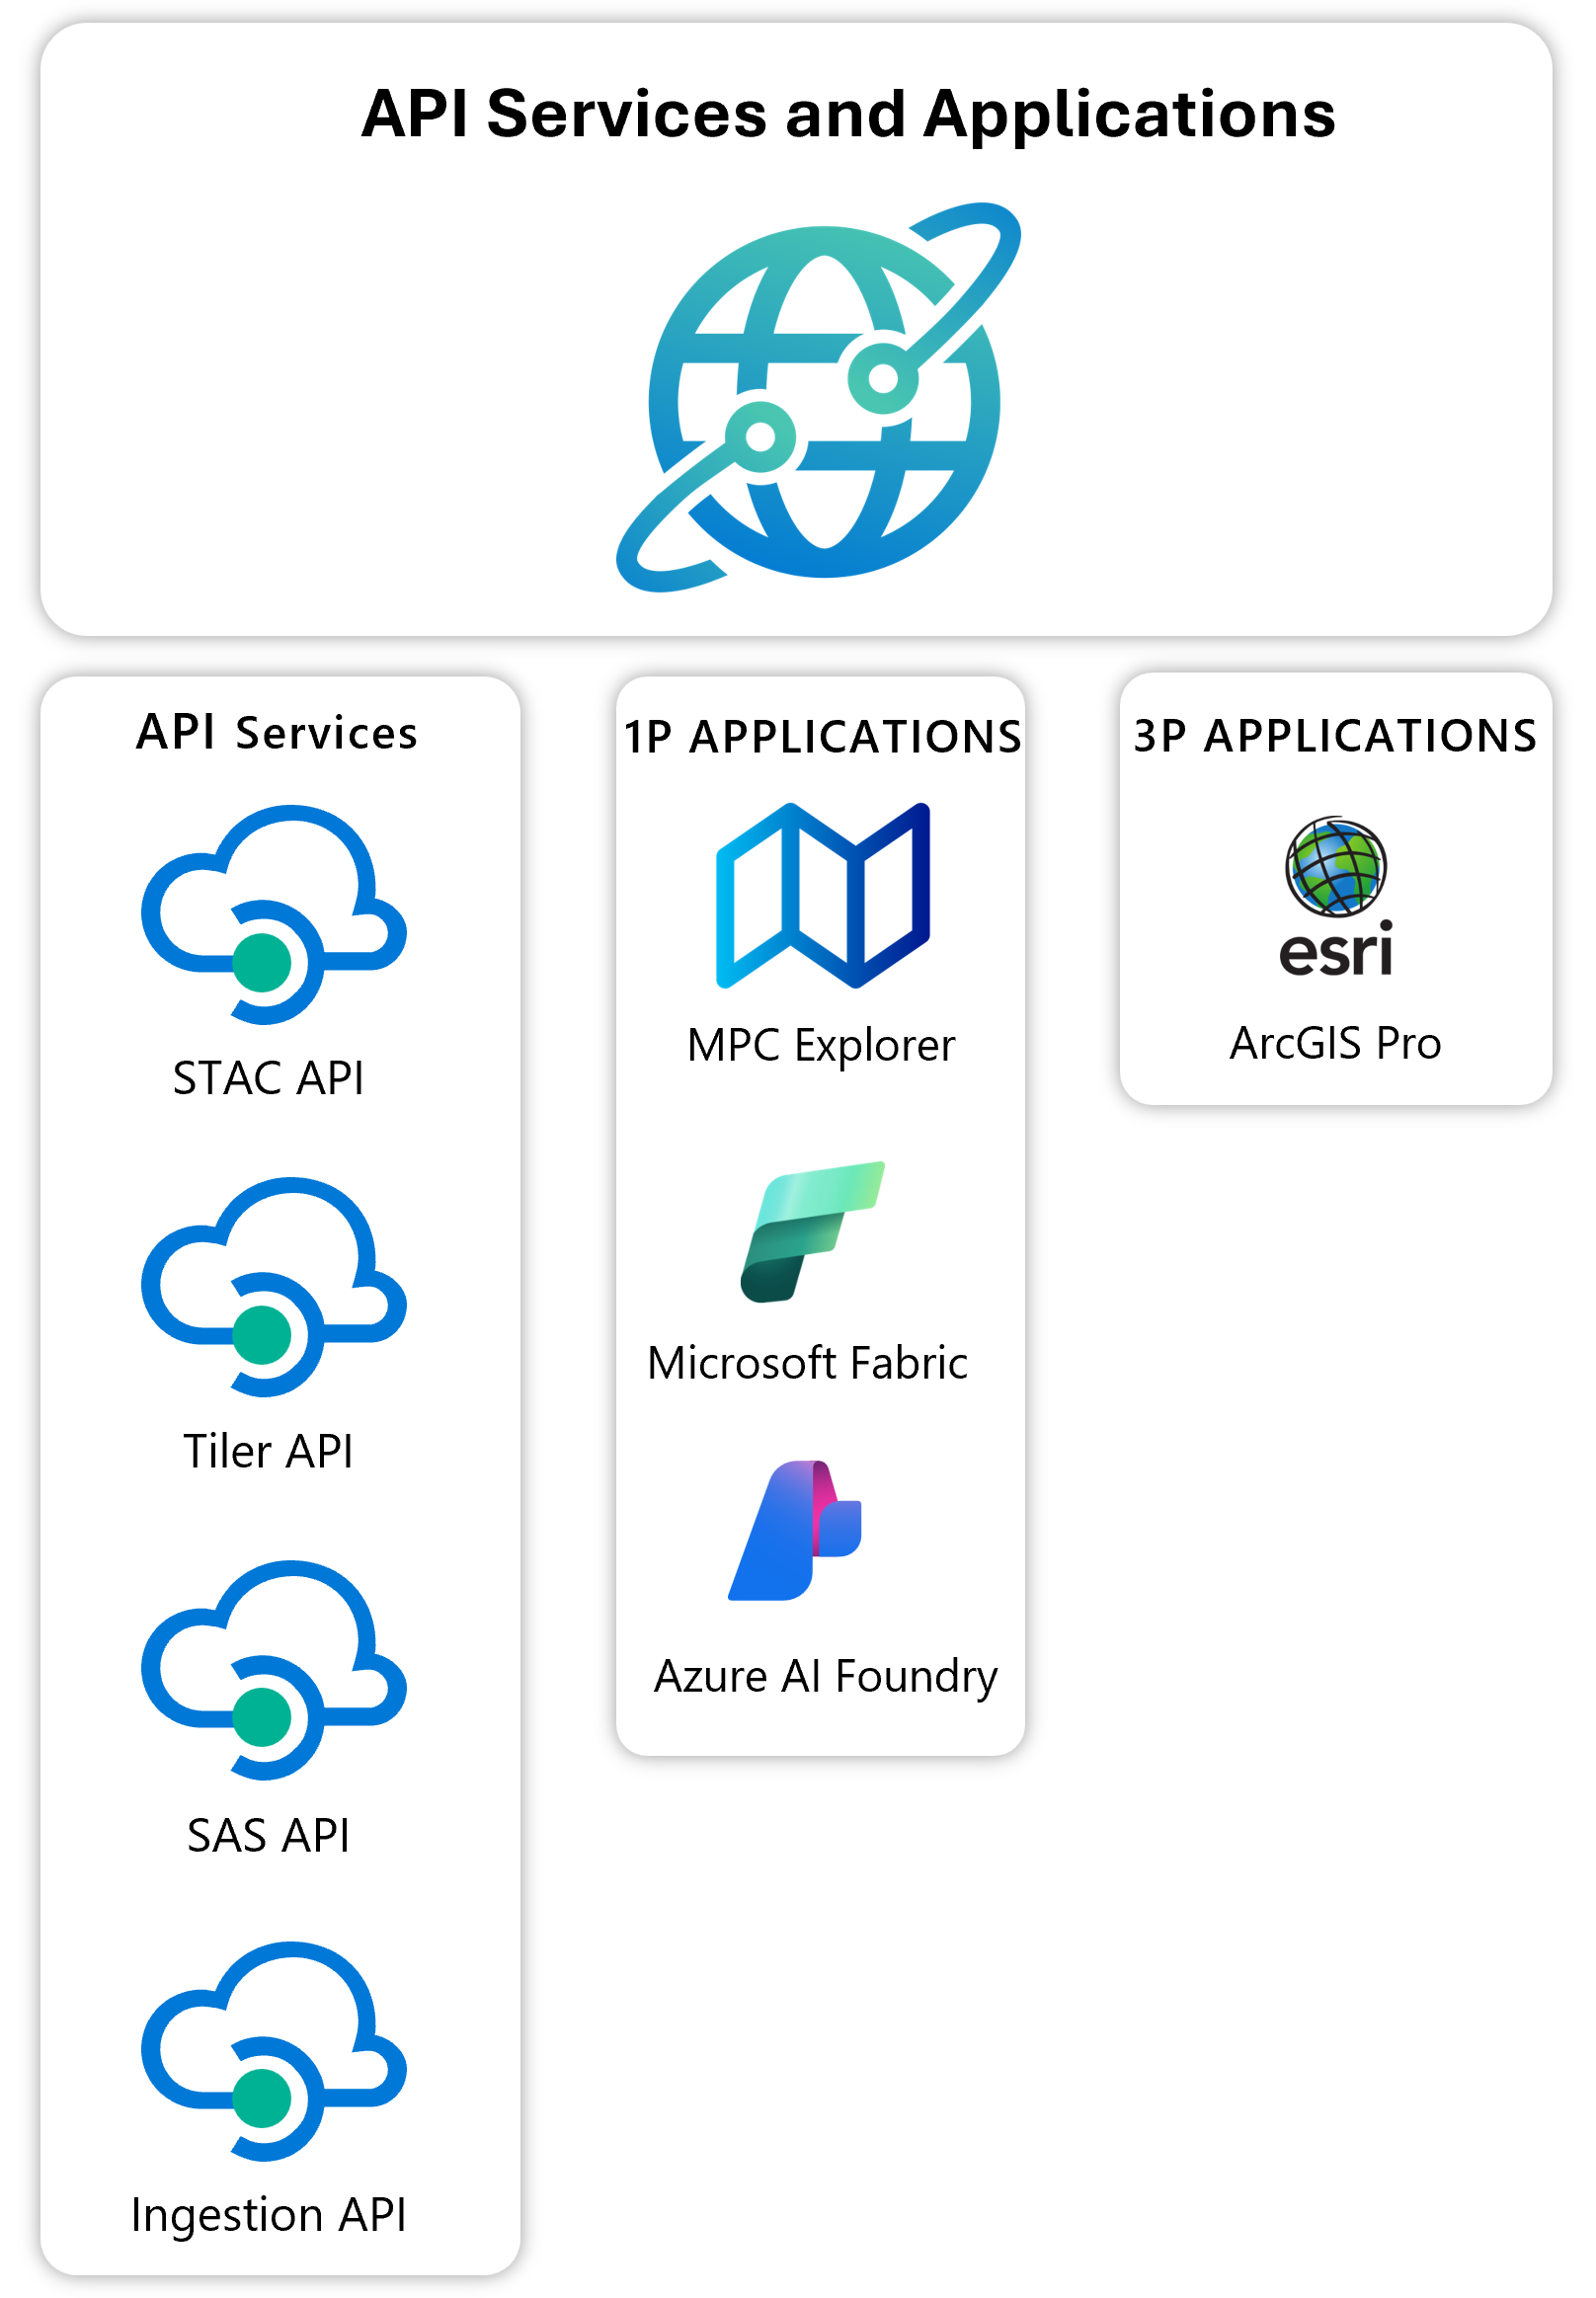 API Services and Applications
API Services
STAC API
Tiler API
SAS API
Ingestion API
1P APPLICATIONS
MPC Explorer
Microsoft Fabric
Azure AI Foundry
3P APPLICATIONS
esri
ArcGIS Pro